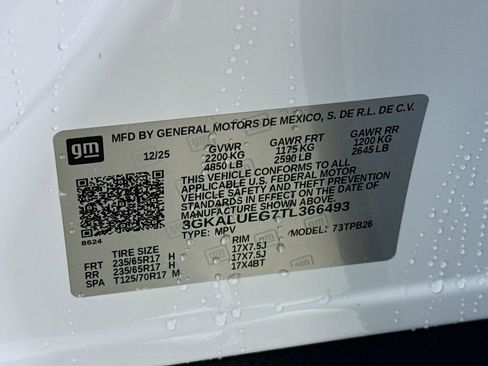 gm
MFD BY GENERAL MOTORS DE MEXICO, S. DE R.L. DE C.V.
12/25 GVWR GAWR FRT GAWR RR
2200 KG 1175 KG 1200 KG
4850 LB 2590 LB 2645 LB
THIS VEHICLE CONFORMS TO ALL
APPLICABLE U.S. FEDERAL MOTOR
VEHICLE SAFETY AND THEFT PREVENTION
STANDARDS IN EFFECT ON THE DATE OF
MANUFACTURE SHOWN ABOVE.
3GKALUEG7TL366493
8624
TYPE: MPV MODEL: 73TPB26
TIRE SIZE RIM
FRT 235/65R17 H 17X7.5J
RR 235/65R17 H 17X7.5J
SPA T125/70R17 M 17X4BT